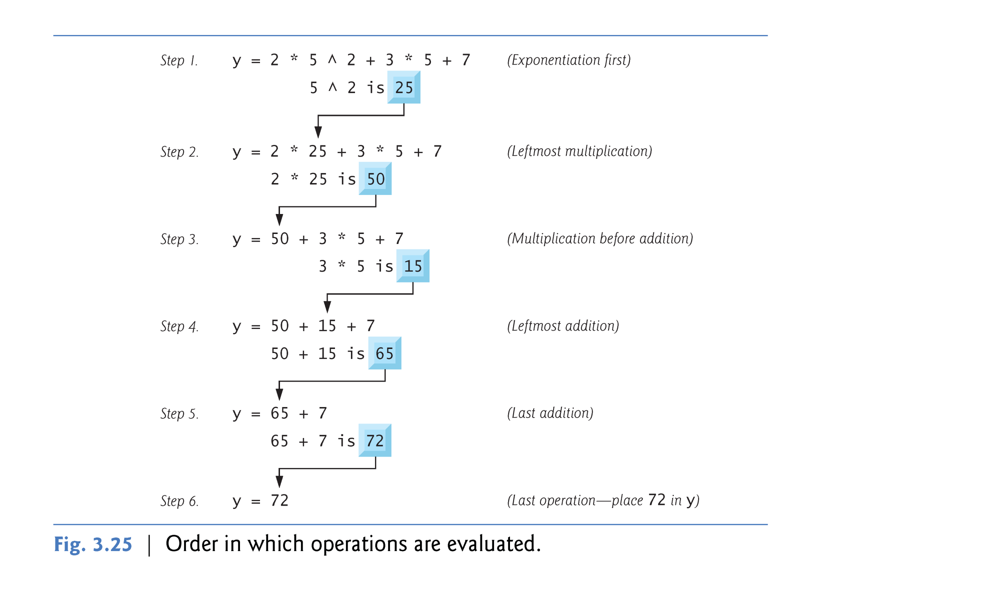 Step 1. y = 2 * 5 ^ 2 + 3 * 5 + 7 (Exponentiation first)
5 ^ 2 is 25
Step 2. y = 2 * 25 + 3 * 5 + 7 (Leftmost multiplication)
2 * 25 is 50
Step 3. y = 50 + 3 * 5 + 7 (Multiplication before addition)
3 * 5 is 15
Step 4. y = 50 + 15 + 7 (Leftmost addition)
50 + 15 is 65
Step 5. y = 65 + 7 (Last addition)
65 + 7 is 72
Step 6. y = 72 (Last operation—place 72 in y)
Fig. 3.25 | Order in which operations are evaluated.